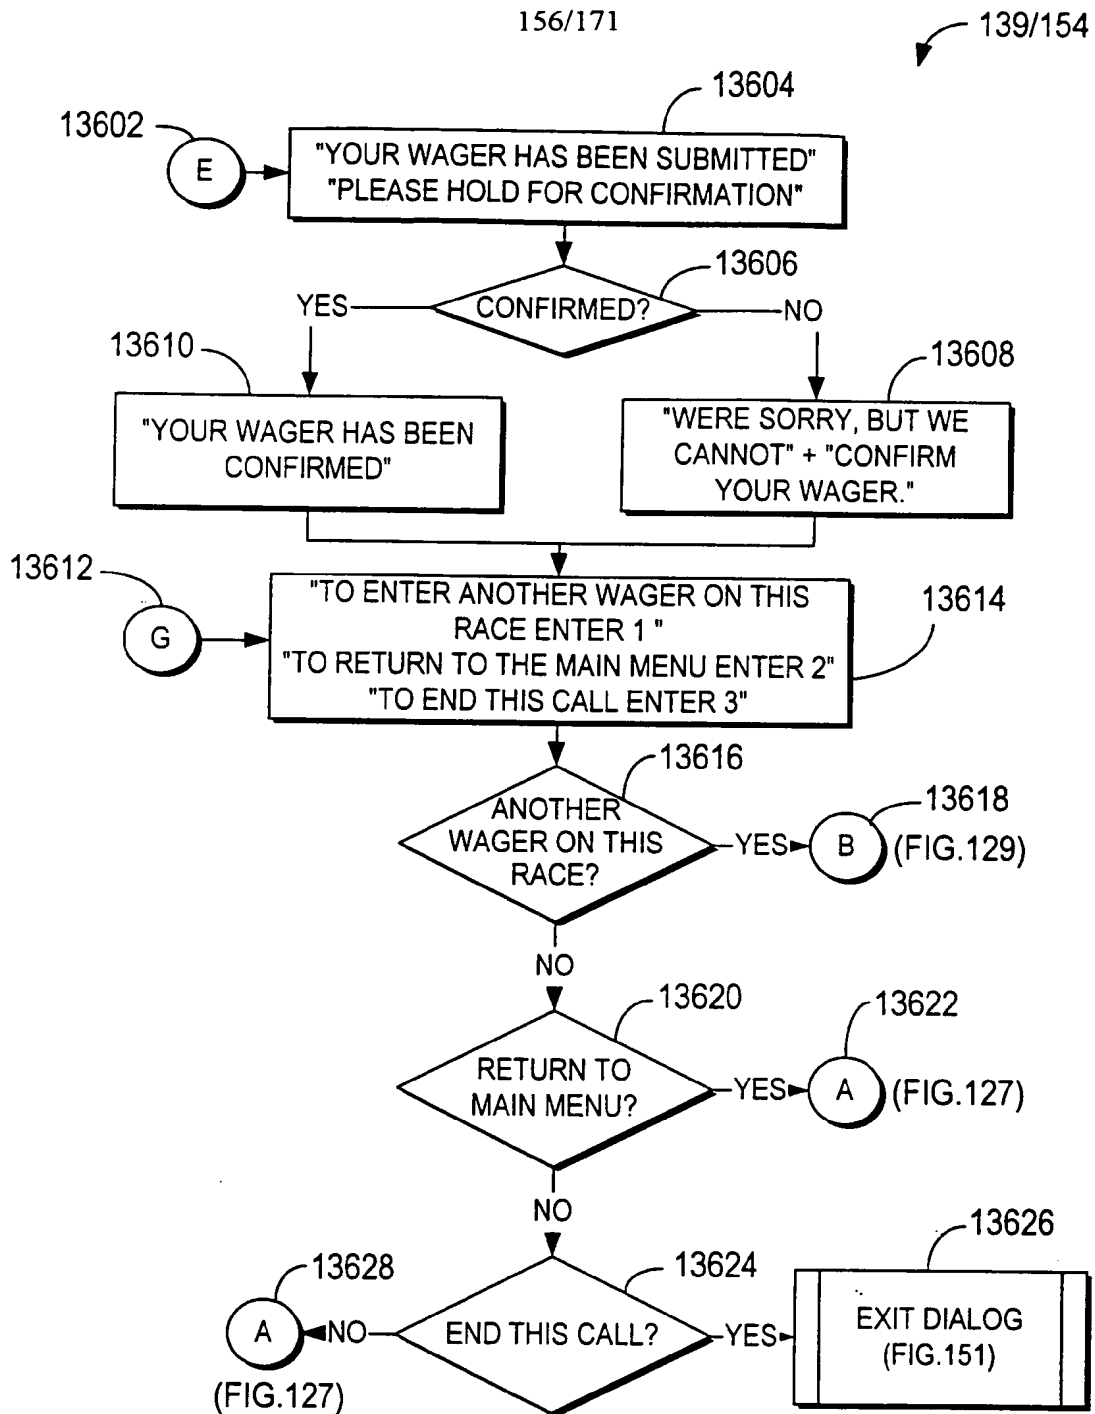 156/171
139/154
13604
13602
E
"YOUR WAGER HAS BEEN SUBMITTED"
"PLEASE HOLD FOR CONFIRMATION"
13606
YES
CONFIRMED?
NO
13610
13608
"YOUR WAGER HAS BEEN
CONFIRMED"
"WERE SORRY, BUT WE
CANNOT" + "CONFIRM
YOUR WAGER."
13612
G
"TO ENTER ANOTHER WAGER ON THIS
RACE ENTER 1 "
"TO RETURN TO THE MAIN MENU ENTER 2"
"TO END THIS CALL ENTER 3"
13614
13616
ANOTHER
WAGER ON THIS
RACE?
YES
13618
B
(FIG.129)
NO
13620
RETURN TO
MAIN MENU?
YES
13622
A
(FIG.127)
NO
13628
A
(FIG.127)
NO
13624
END THIS CALL?
YES
13626
EXIT DIALOG
(FIG.151)